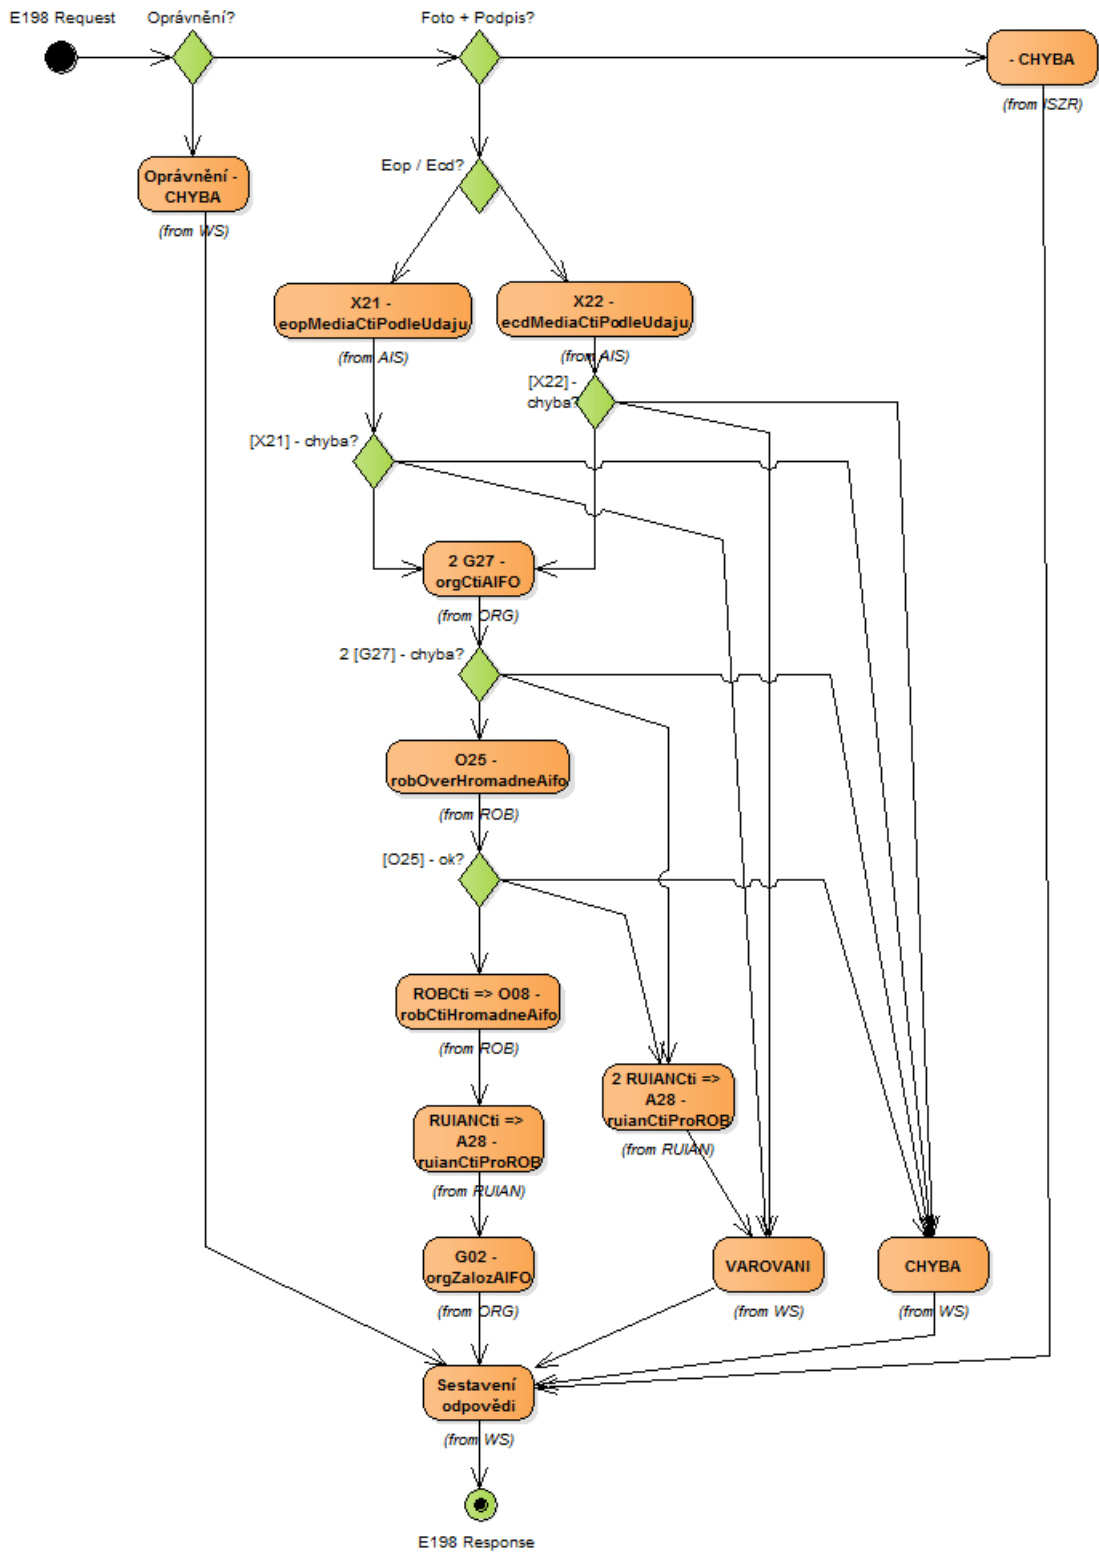 E198 Request
Oprávnění?
Foto + Podpis?
- CHYBA
(from ISZR)
Eop / Ecd?
Oprávnění -
CHYBA
(from WS)
X21 -
eopMediaCtiPodleUdaju
(from AIS)
X22 -
ecdMediaCtiPodleUdaju
(from AIS)
[X22] -
chyba?
[X21] - chyba?
2 G27 -
orgCtiAIFO
(from ORG)
2 [G27] - chyba?
O25 -
robOverHromadneAifo
(from ROB)
[O25] - ok?
ROBCti => O08 -
robCtiHromadneAifo
(from ROB)
2 RUIANCti =>
A28 -
ruianCtiProROB
(from RUIAN)
RUIANCti =>
A28 -
ruianCtiProROB
(from RUIAN)
G02 -
orgZalozAIFO
(from ORG)
VAROVANI
(from WS)
CHYBA
(from WS)
Sestavení
odpovědi
(from WS)
E198 Response